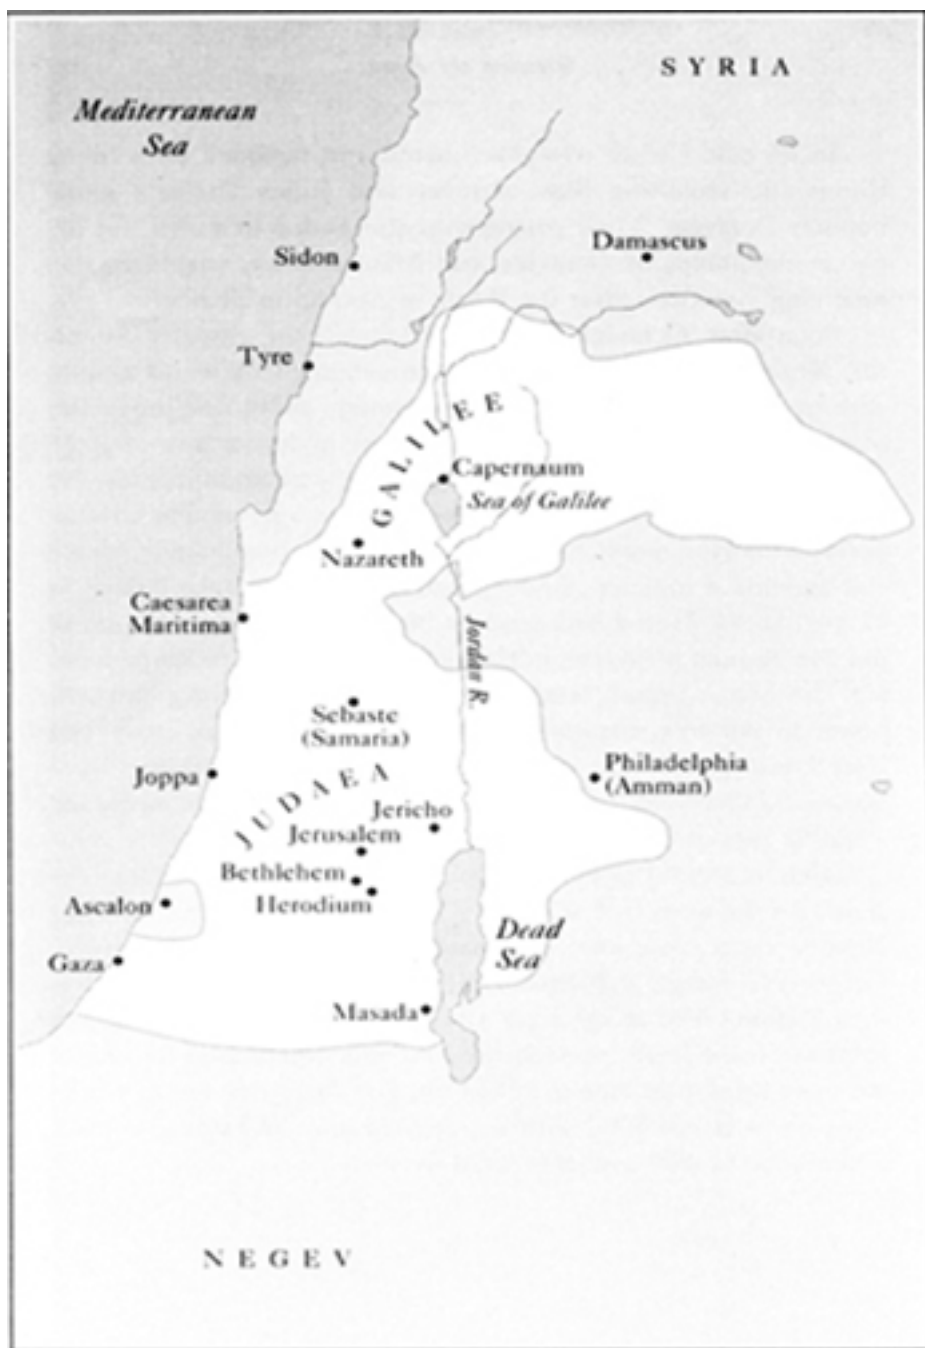 SYRIA
Mediterranean
Sea
Damascus
Sidon
Tyre
GALILEE
Capernaum
Sea of Galilee
Nazareth
Caesarea
Maritima
Jordan R.
Sebaste
(Samaria)
Philadelphia
(Amman)
Joppa
JUDAEA
Jericho
Jerusalem
Bethlehem
Herodium
Ascalon
Dead
Sea
Gaza
Masada
NEGEV